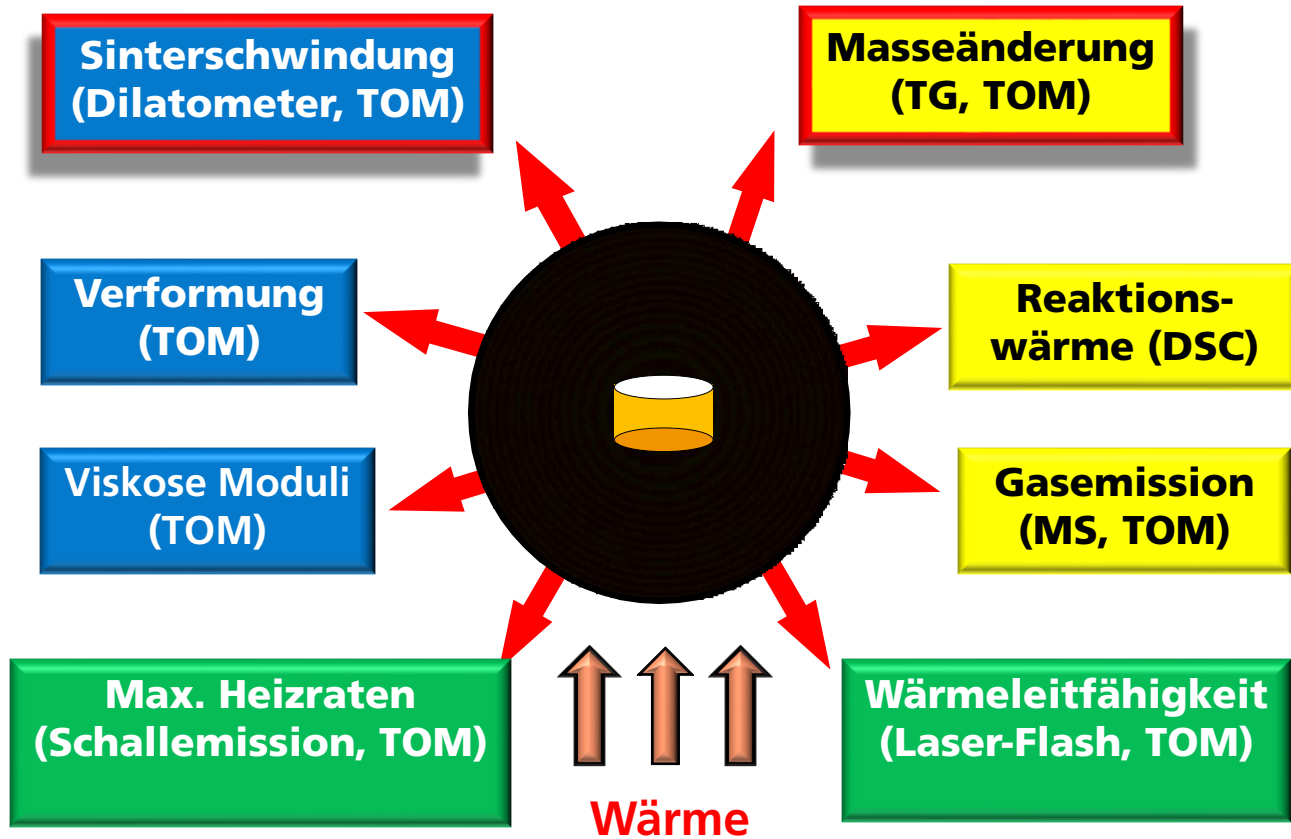 Sinterschwindung
(Dilatometer, TOM)
Masseänderung
(TG, TOM)
Verformung
(TOM)
Reaktions-
wärme (DSC)
Viskose Moduli
(TOM)
Gasemission
(MS, TOM)
Max. Heizraten
(Schallemission, TOM)
Wärmeleitfähigkeit
(Laser-Flash, TOM)
Wärme